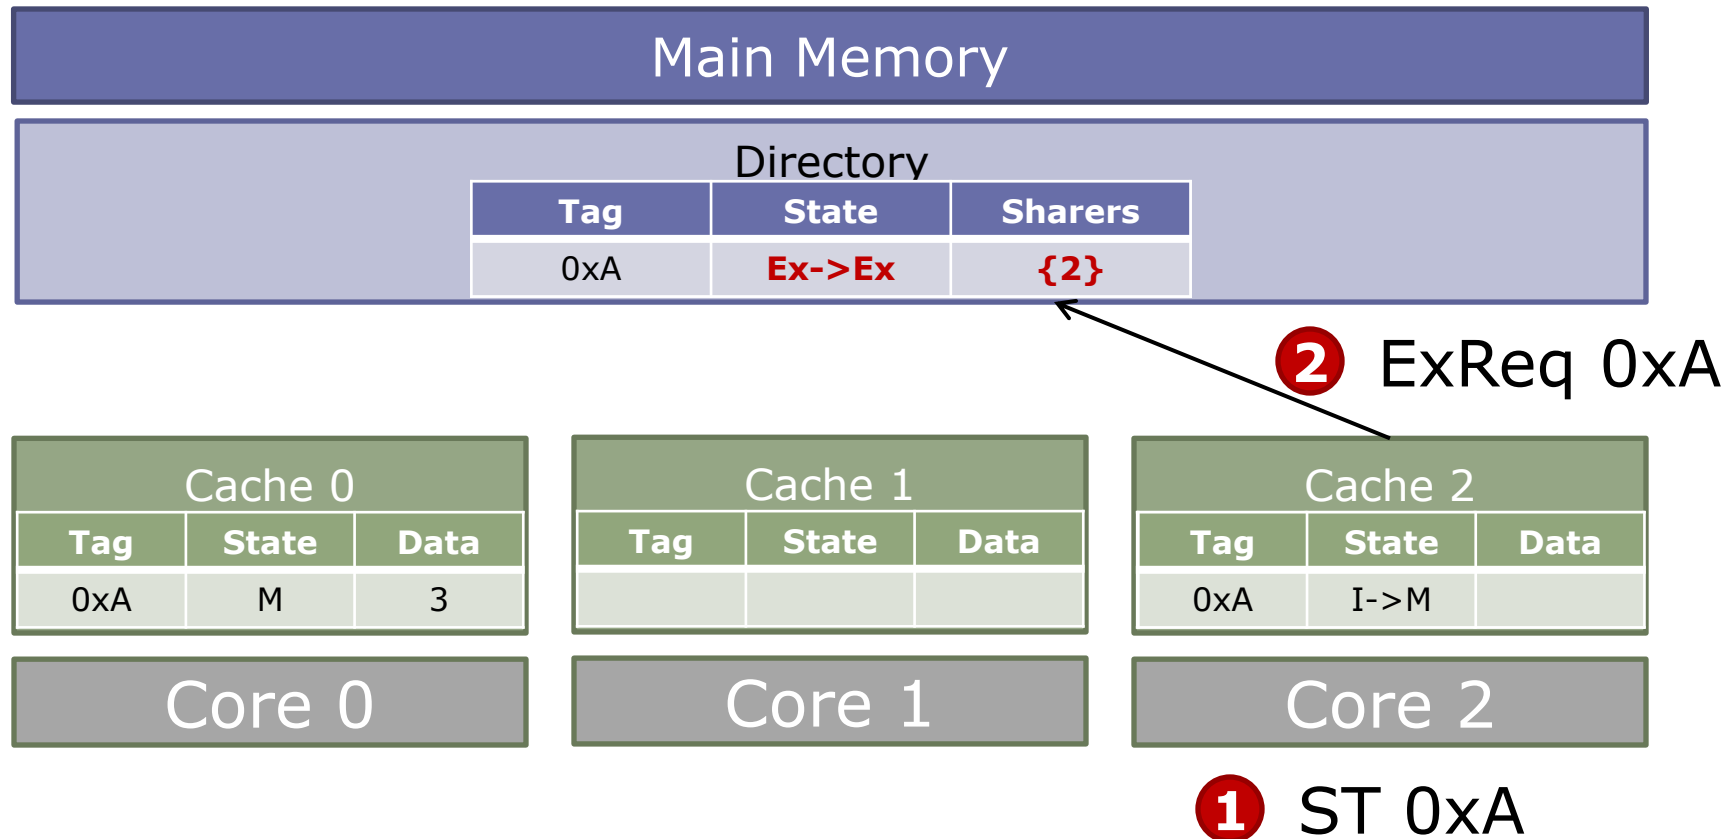 Main Memory
Directory
Tag State Sharers
0xA Ex->Ex {2}
2 ExReq 0xA
Cache 0 Cache 1 Cache 2
Tag State Data Tag State Data Tag State Data
0xA M 3 0xA I->M
Core 0 Core 1 Core 2
1 ST 0xA